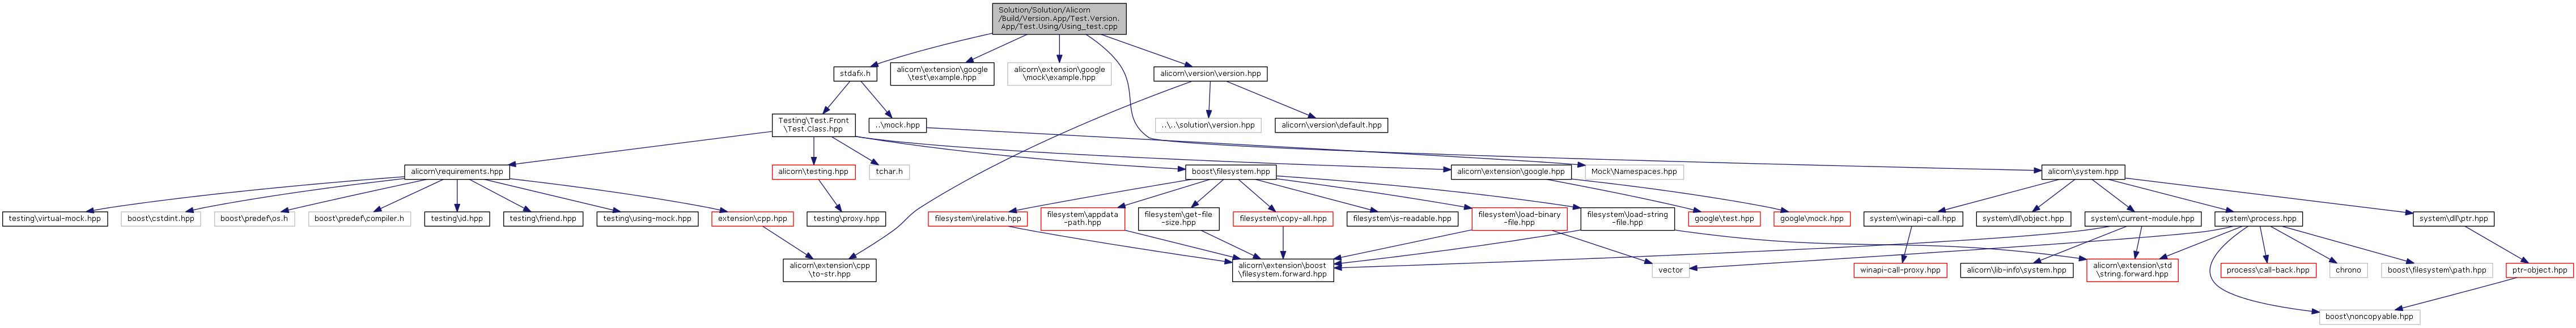 Solution/Solution/Alicorn
/Build/Version.App/Test.Version.
App/Test.Using/Using_test.cpp
stdafx.h
alicorn\extension\google
\test\example.hpp
alicorn\extension\google
\mock\example.hpp
alicorn\version\version.hpp
Testing\Test.Front
\Test.Class.hpp
..\mock.hpp
..\..\solution\version.hpp
alicorn\version\default.hpp
alicorn\requirements.hpp
alicorn\testing.hpp
tchar.h
boost\filesystem.hpp
alicorn\extension\google.hpp
Mock\Namespaces.hpp
alicorn\system.hpp
testing\virtual-mock.hpp
boost\cstdint.hpp
boost\predef\os.h
boost\predef\compiler.h
testing\id.hpp
testing\friend.hpp
testing\using-mock.hpp
extension\cpp.hpp
testing\proxy.hpp
filesystem\irelative.hpp
filesystem\appdata
-path.hpp
filesystem\get-file
-size.hpp
filesystem\copy-all.hpp
filesystem\is-readable.hpp
filesystem\load-binary
-file.hpp
filesystem\load-string
-file.hpp
google\test.hpp
google\mock.hpp
system\winapi-call.hpp
system\dll\object.hpp
system\current-module.hpp
system\process.hpp
system\dll\ptr.hpp
alicorn\extension\cpp
\to-str.hpp
alicorn\extension\boost
\filesystem.forward.hpp
vector
winapi-call-proxy.hpp
alicorn\lib-info\system.hpp
alicorn\extension\std
\string.forward.hpp
process\call-back.hpp
chrono
boost\filesystem\path.hpp
ptr-object.hpp
boost\noncopyable.hpp